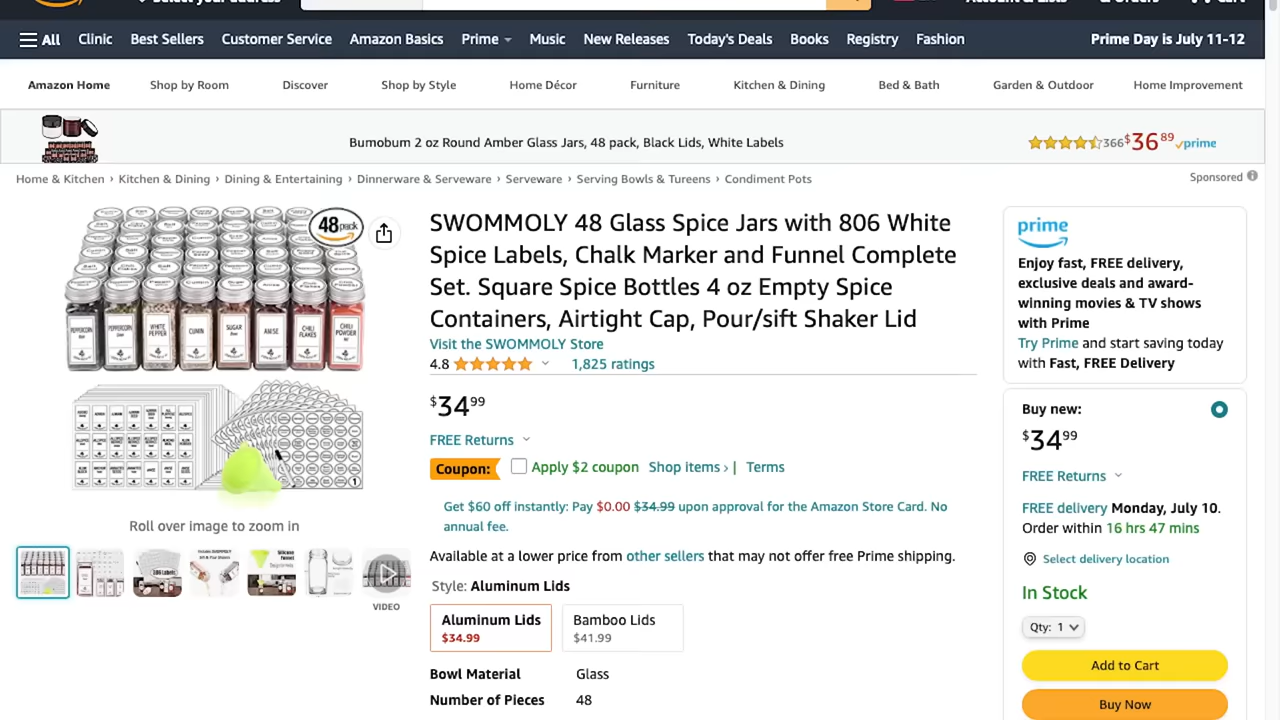 All
Clinic
Best Sellers
Customer Service
Amazon Basics
Prime
Music
New Releases
Today's Deals
Books
Registry
Fashion
Prime Day is July 11-12
Amazon Home
Shop by Room
Discover
Shop by Style
Home Décor
Furniture
Kitchen & Dining
Bed & Bath
Garden & Outdoor
Home Improvement
Bumobum 2 oz Round Amber Glass Jars, 48 pack, Black Lids, White Labels
366
$36 89
prime
Sponsored
Home & Kitchen › Kitchen & Dining › Dining & Entertaining › Dinnerware & Serveware › Serveware › Serving Bowls & Tureens › Condiment Pots
48 pack
PEPPERCORN
PEPPERCORN
WHITE PEPPER
CUMIN
SUGAR
ANISE
CHILI FLAKES
CHILI POWDER
Roll over image to zoom in
VIDEO
SWOMMOLY 48 Glass Spice Jars with 806 White
Spice Labels, Chalk Marker and Funnel Complete
Set. Square Spice Bottles 4 oz Empty Spice
Containers, Airtight Cap, Pour/sift Shaker Lid
Visit the SWOMMOLY Store
4.8
1,825 ratings
$34 99
FREE Returns
Coupon:
Apply $2 coupon
Shop items ›
|
Terms
Get $60 off instantly: Pay $0.00 $34.99 upon approval for the Amazon Store Card. No
annual fee.
Available at a lower price from other sellers that may not offer free Prime shipping.
Style: Aluminum Lids
Aluminum Lids
$34.99
Bamboo Lids
$41.99
Bowl Material Glass
Number of Pieces 48
prime
Enjoy fast, FREE delivery,
exclusive deals and award-
winning movies & TV shows
with Prime
Try Prime and start saving today
with Fast, FREE Delivery
Buy new:
$34 99
FREE Returns
FREE delivery Monday, July 10.
Order within 16 hrs 47 mins
Select delivery location
In Stock
Qty: 1
Add to Cart
Buy Now